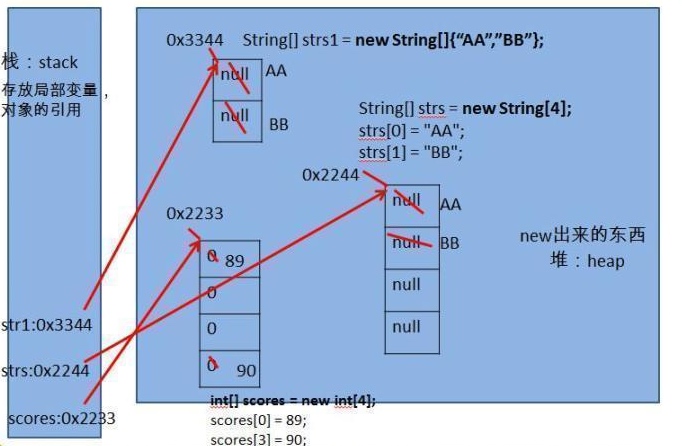 栈：stack
存放局部变量，
对象的引用
str1:0x3344
strs:0x2244
scores:0x2233
0x3344 String[] strs1 = new String[]{“AA”,”BB”};
null AA
null BB
String[] strs = new String[4];
strs[0] = "AA";
strs[1] = "BB";
0x2244
null AA
null BB
null
null
0x2233
0 89
0
0
0 90
int[] scores = new int[4];
scores[0] = 89;
scores[3] = 90;
new出来的东西
堆：heap